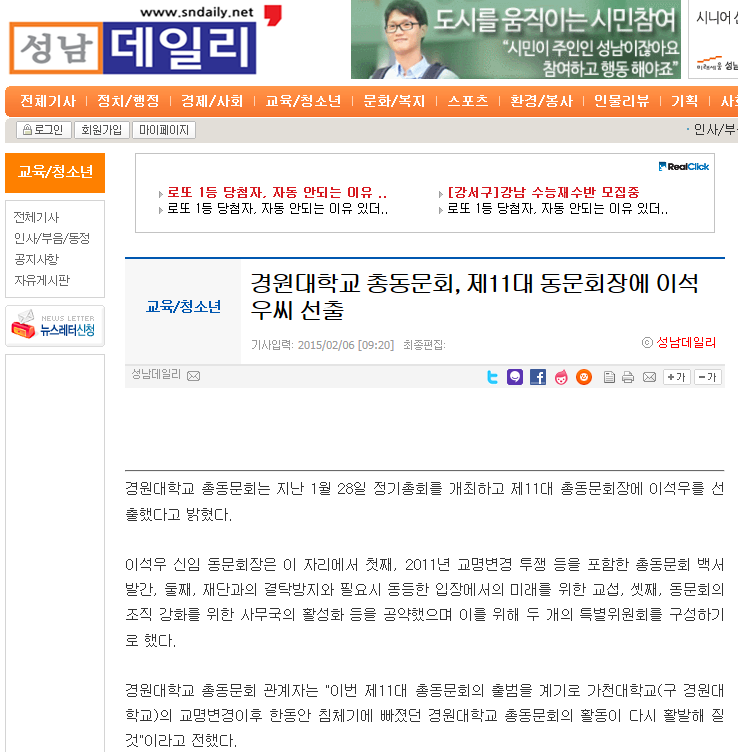 www.sndaily.net
성남 데일리
도시를 움직이는 시민참여
“시민이 주인인 성남이잖아요
참여하고 행동 해야죠”
시니어
전체기사 정치/행정 경제/사회 교육/청소년 문화/복지 스포츠 환경/봉사 인물리뷰 기획
로그인 회원가입 마이페이지
인사/부
교육/청소년
전체기사
인사/부음/동정
공지사항
자유게시판
NEWS LETTER
뉴스레터신청
RealClick
로또 1등 당첨자, 자동 안되는 이유 ..
로또 1등 당첨자, 자동 안되는 이유 있더..
[강서구]강남 수능재수반 모집중
로또 1등 당첨자, 자동 안되는 이유 있더..
교육/청소년
경원대학교 총동문회, 제11대 동문회장에 이석
우씨 선출
기사입력: 2015/02/06 [09:20] 최종편집:
ⓒ 성남데일리
성남데일리
+가 -가
경원대학교 총동문회는 지난 1월 28일 정기총회를 개최하고 제11대 총동문회장에 이석우를 선
출했다고 밝혔다.
이석우 신임 동문회장은 이 자리에서 첫째, 2011년 교명변경 투쟁 등을 포함한 총동문회 백서
발간, 둘째, 재단과의 결탁방지와 필요시 동등한 입장에서의 미래를 위한 교섭, 셋째, 동문회의
조직 강화를 위한 사무국의 활성화 등을 공약했으며 이를 위해 두 개의 특별위원회를 구성하기
로 했다.
경원대학교 총동문회 관계자는 "이번 제11대 총동문회의 출범을 계기로 가천대학교(구 경원대
학교)의 교명변경이후 한동안 침체기에 빠졌던 경원대학교 총동문회의 활동이 다시 활발해 질
것"이라고 전했다.